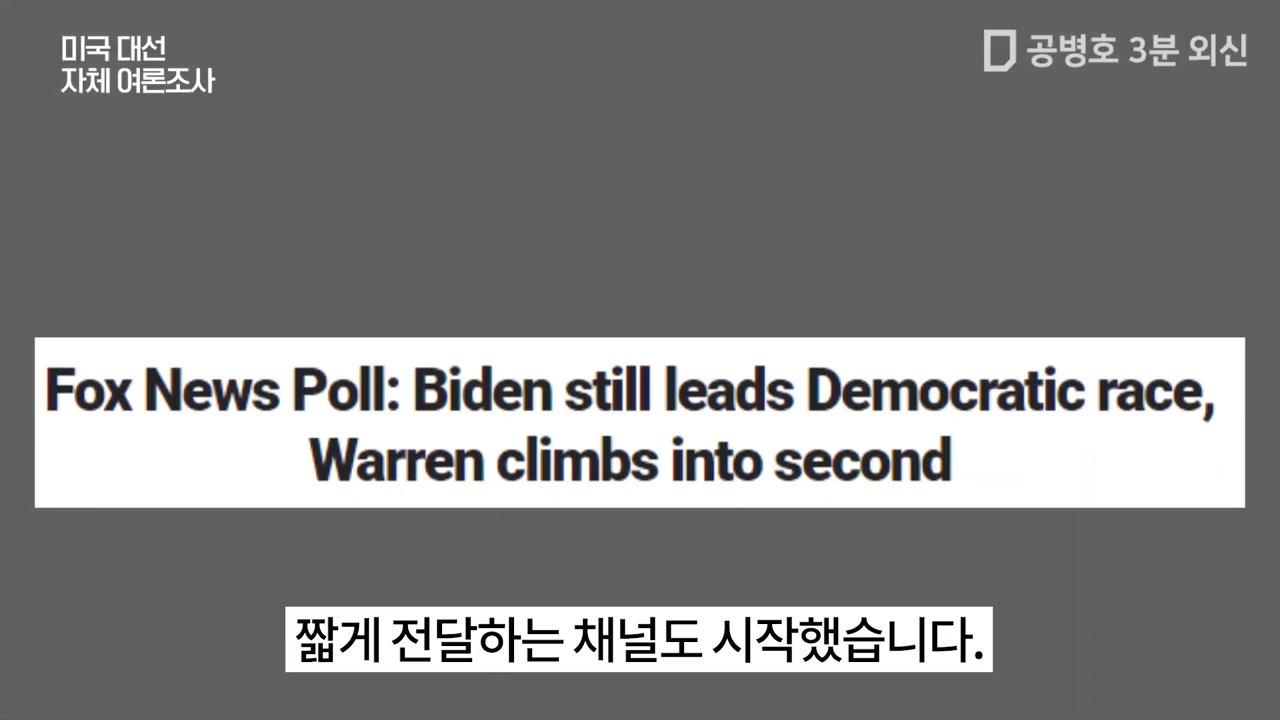 미국 대선
자체 여론조사
공병호 3분 외신
Fox News Poll: Biden still leads Democratic race,
Warren climbs into second
짧게 전달하는 채널도 시작했습니다.